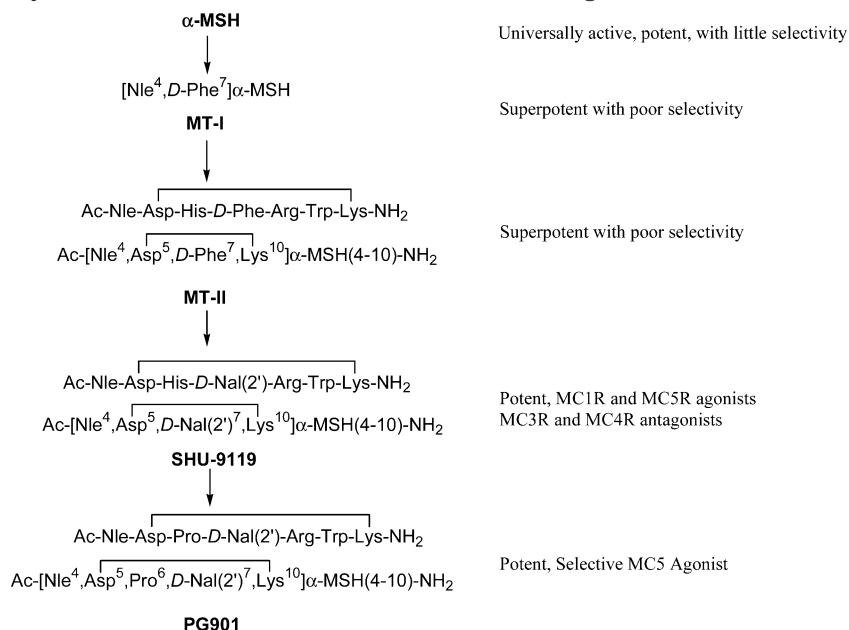 α-MSH
Universally active, potent, with little selectivity
[Nle4,D-Phe7]α-MSH
Superpotent with poor selectivity
MT-I
Ac-Nle-Asp-His-D-Phe-Arg-Trp-Lys-NH2
Superpotent with poor selectivity
Ac-[Nle4,Asp5,D-Phe7,Lys10]α-MSH(4-10)-NH2
MT-II
Ac-Nle-Asp-His-D-Nal(2')-Arg-Trp-Lys-NH2
Potent, MC1R and MC5R agonists
MC3R and MC4R antagonists
Ac-[Nle4,Asp5,D-Nal(2')7,Lys10]α-MSH(4-10)-NH2
SHU-9119
Ac-Nle-Asp-Pro-D-Nal(2')-Arg-Trp-Lys-NH2
Potent, Selective MC5 Agonist
Ac-[Nle4,Asp5,Pro6,D-Nal(2')7,Lys10]α-MSH(4-10)-NH2
PG901